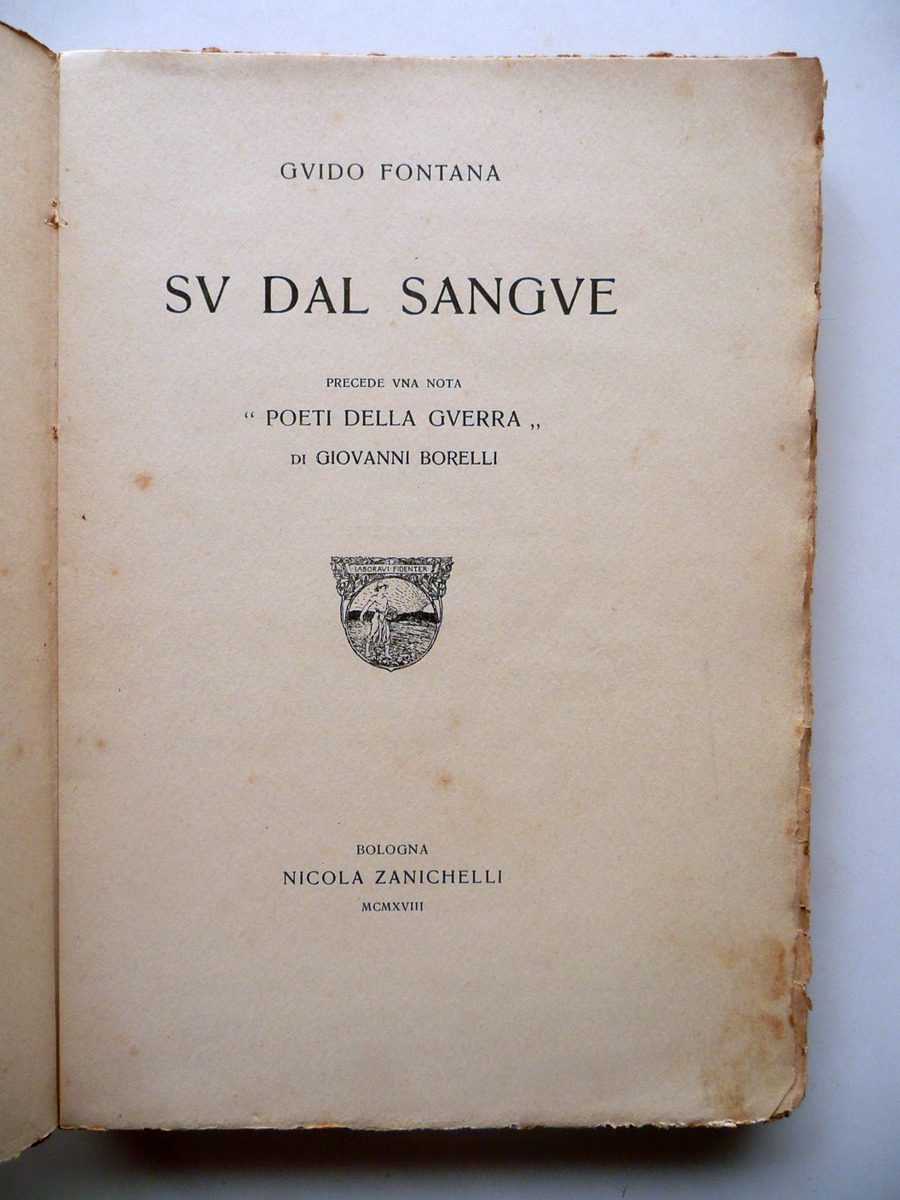 GVIDO FONTANA
SV DAL SANGVE
PRECEDE VNA NOTA
“ POETI DELLA GVERRA „
DI GIOVANNI BORELLI
LABORAVI FIDENTER
BOLOGNA
NICOLA ZANICHELLI
MCMXVIII